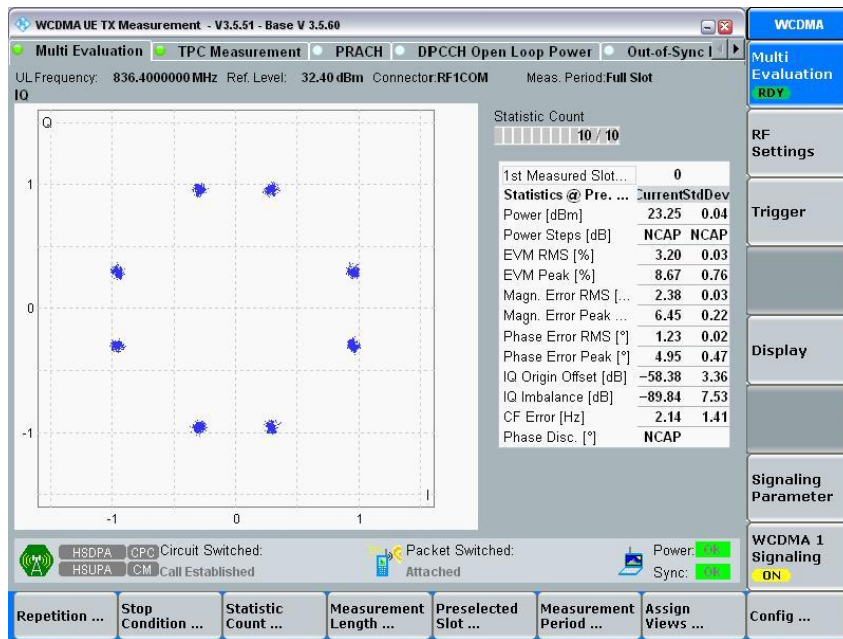 WCDMA UE TX Measurement - V3.5.51 - Base V 3.5.60
WCDMA
Multi Evaluation TPC Measurement PRACH DPCCH Open Loop Power Out-of-Sync
Multi
Evaluation
RDY
UL Frequency: 836.4000000 MHz Ref. Level: 32.40 dBm Connector:RF1COM Meas. Period:Full Slot
IQ
Q
1
0
-1
I
-1 0 1
Statistic Count
10 / 10
1st Measured Slot... 0
Statistics @ Pre. ... Current StdDev
Power [dBm] 23.25 0.04
Power Steps [dB] NCAP NCAP
EVM RMS [%] 3.20 0.03
EVM Peak [%] 8.67 0.76
Magn. Error RMS [... 2.38 0.03
Magn. Error Peak ... 6.45 0.22
Phase Error RMS [°] 1.23 0.02
Phase Error Peak [°] 4.95 0.47
IQ Origin Offset [dB] -58.38 3.36
IQ Imbalance [dB] -89.84 7.53
CF Error [Hz] 2.14 1.41
Phase Disc. [°] NCAP
RF
Settings
Trigger
Display
Signaling
Parameter
WCDMA 1
Signaling
ON
HSDPA CPC Circuit Switched: Packet Switched: Power: OK
HSUPA CM Call Established Attached Sync: OK
Repetition ...
Stop
Condition ...
Statistic
Count ...
Measurement
Length ...
Preselected
Slot ...
Measurement
Period ...
Assign
Views ...
Config ...